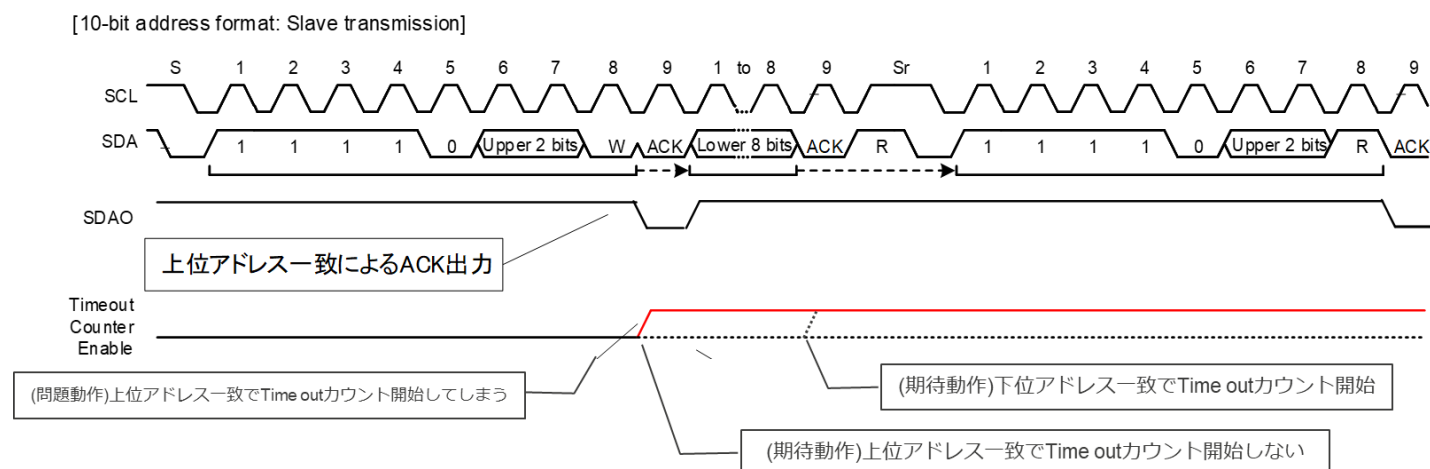 [10-bit address format: Slave transmission]
S 1 2 3 4 5 6 7 8 9 1 to 8 9 Sr 1 2 3 4 5 6 7 8 9
SCL
SDA 1 1 1 1 0 Upper 2 bits W ACK Lower 8 bits ACK R 1 1 1 1 0 Upper 2 bits R ACK
SDAO
上位アドレス一致によるACK出力
Timeout
Counter
Enable
(問題動作)上位アドレス一致でTime outカウント開始してしまう
(期待動作)下位アドレス一致でTime outカウント開始
(期待動作)上位アドレス一致でTime outカウント開始しない